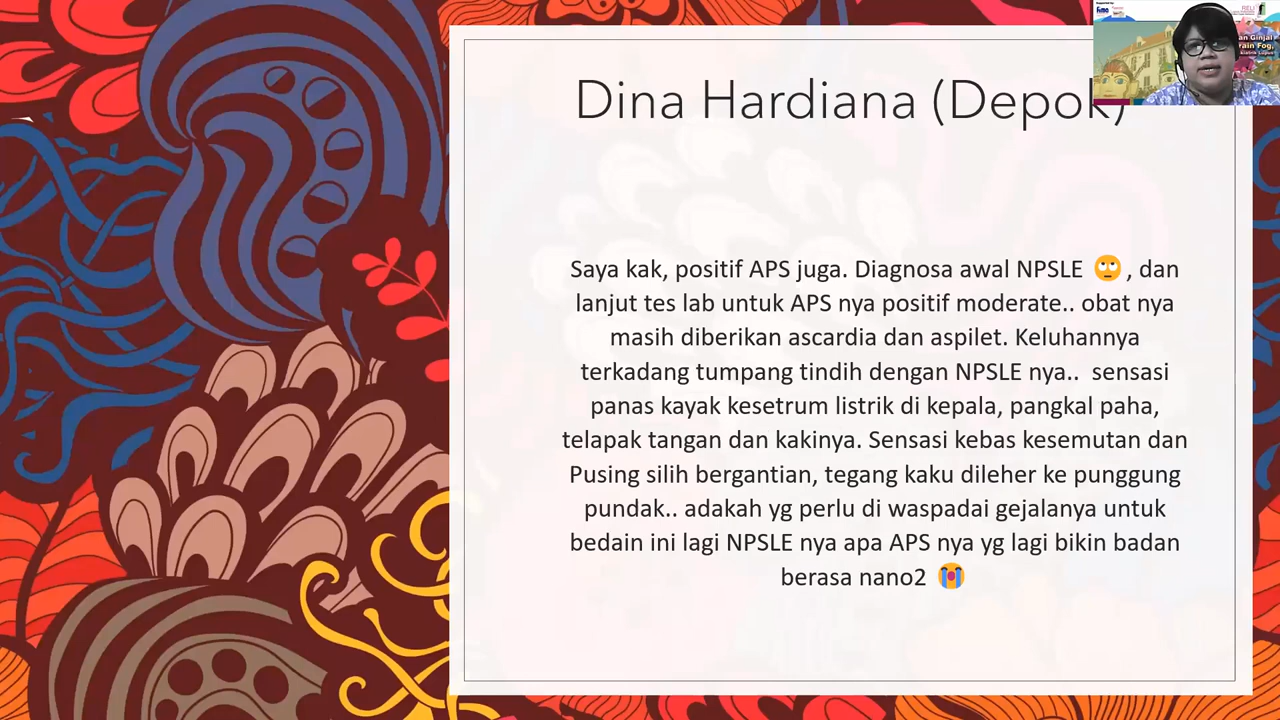 Dina Hardiana (Depok)
Saya kak, positif APS juga. Diagnosa awal NPSLE 🙄, dan
lanjut tes lab untuk APS nya positif moderate.. obat nya
masih diberikan ascardia dan aspilet. Keluhannya
terkadang tumpang tindih dengan NPSLE nya.. sensasi
panas kayak kesetrum listrik di kepala, pangkal paha,
telapak tangan dan kakinya. Sensasi kebas kesemutan dan
Pusing silih bergantian, tegang kaku dileher ke punggung
pundak.. adakah yg perlu di waspadai gejalanya untuk
bedain ini lagi NPSLE nya apa APS nya yg lagi bikin badan
berasa nano2 😭
an Ginjal
rain Fog,